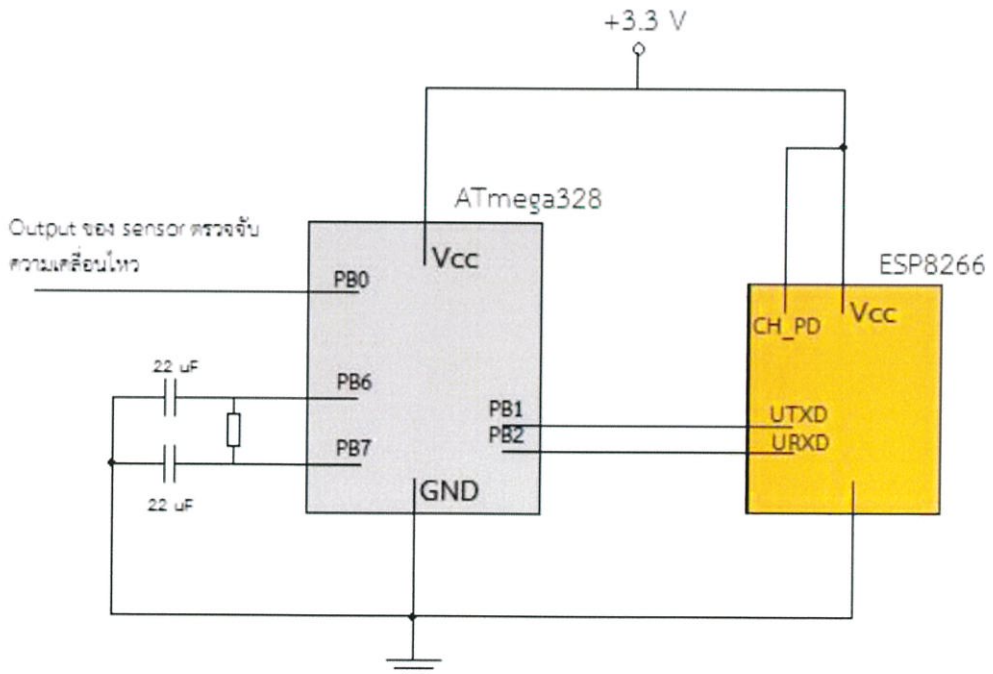 +3.3 V
ATmega328
Output ของ sensor ตรวจจับ
ความเคลื่อนไหว
Vcc
PB0
ESP8266
Vcc
CH_PD
22 uF
PB6
PB1
UTXD
PB2
URXD
PB7
GND
22 uF